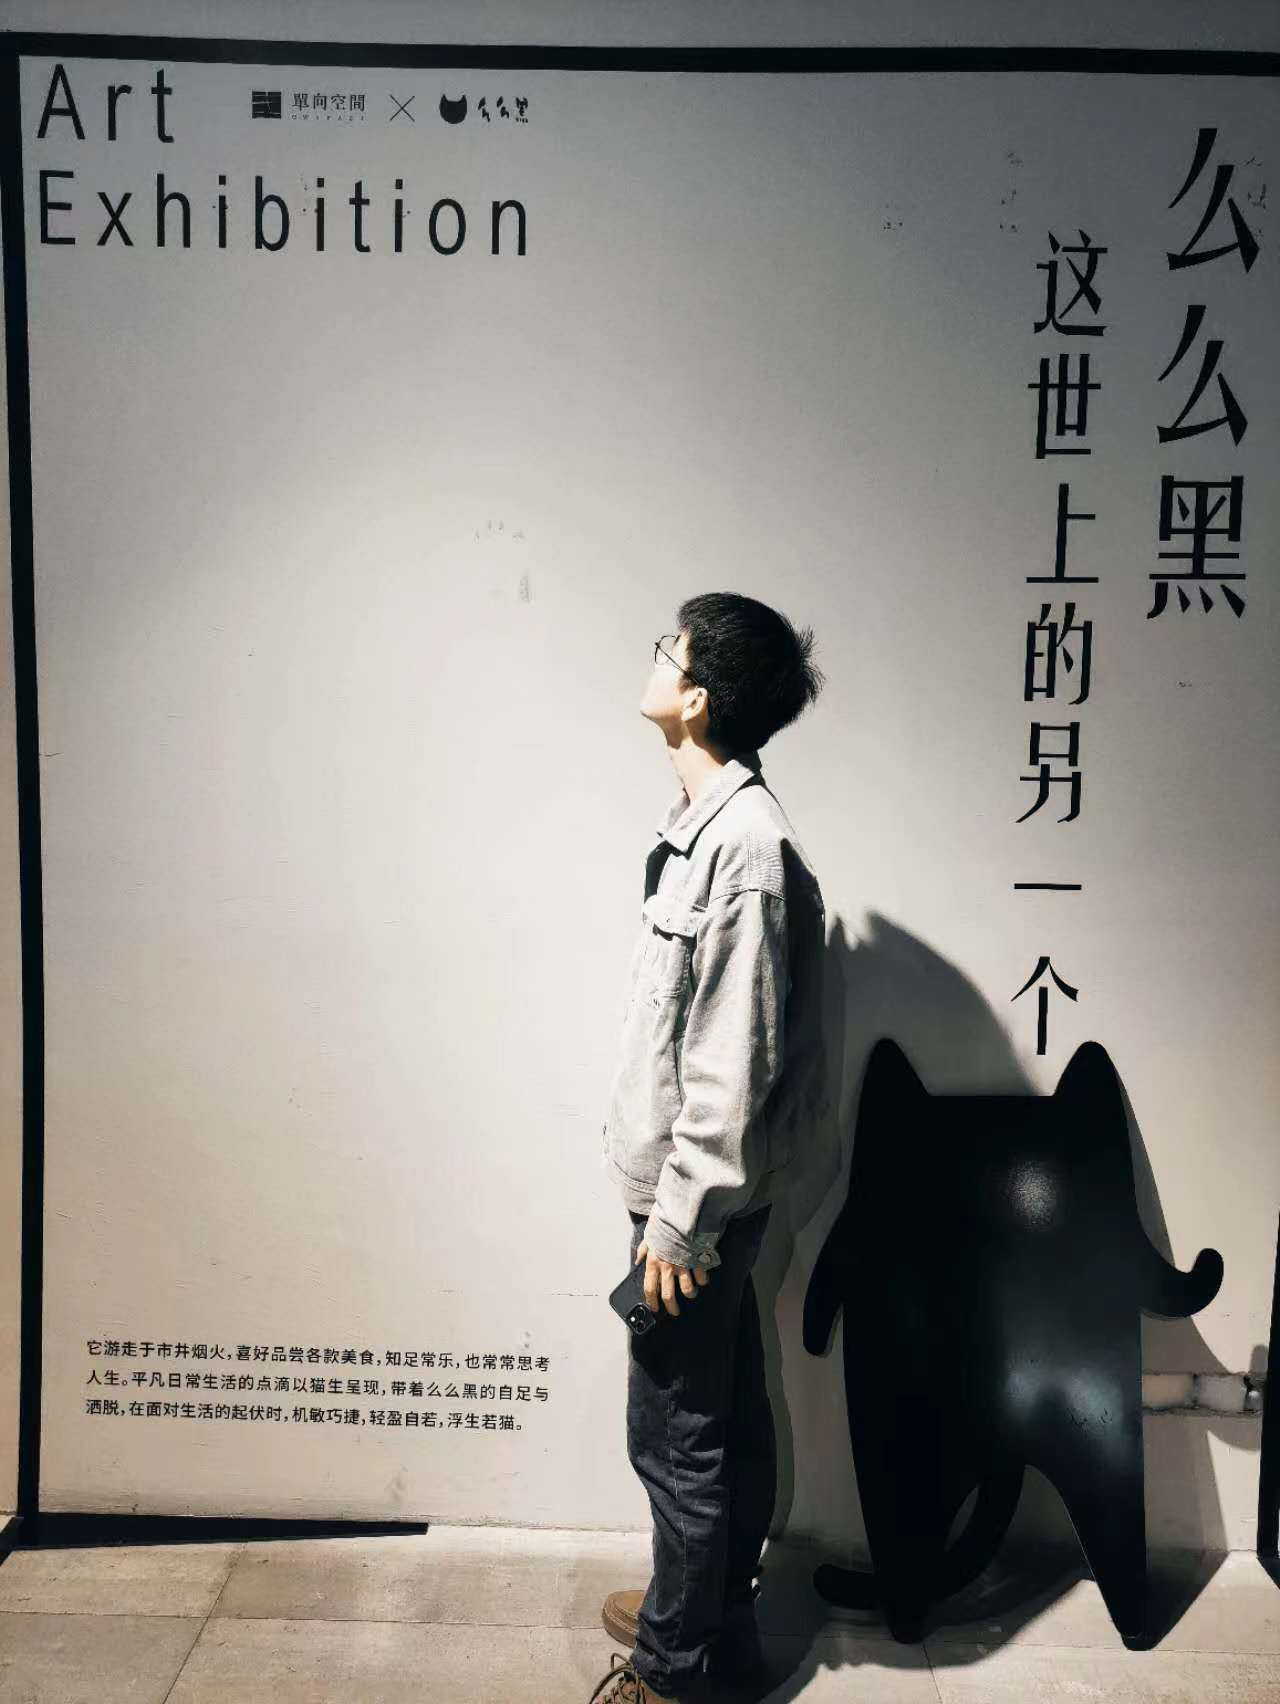 Art
Exhibition
單向空間
OWSPACE
么么黑
么么黑
这世上的另一个
它游走于市井烟火，喜好品尝各款美食，知足常乐，也常常思考
人生。平凡日常生活的点滴以猫生呈现，带着么么黑的自足与
洒脱，在面对生活的起伏时，机敏巧捷，轻盈自若，浮生若猫。